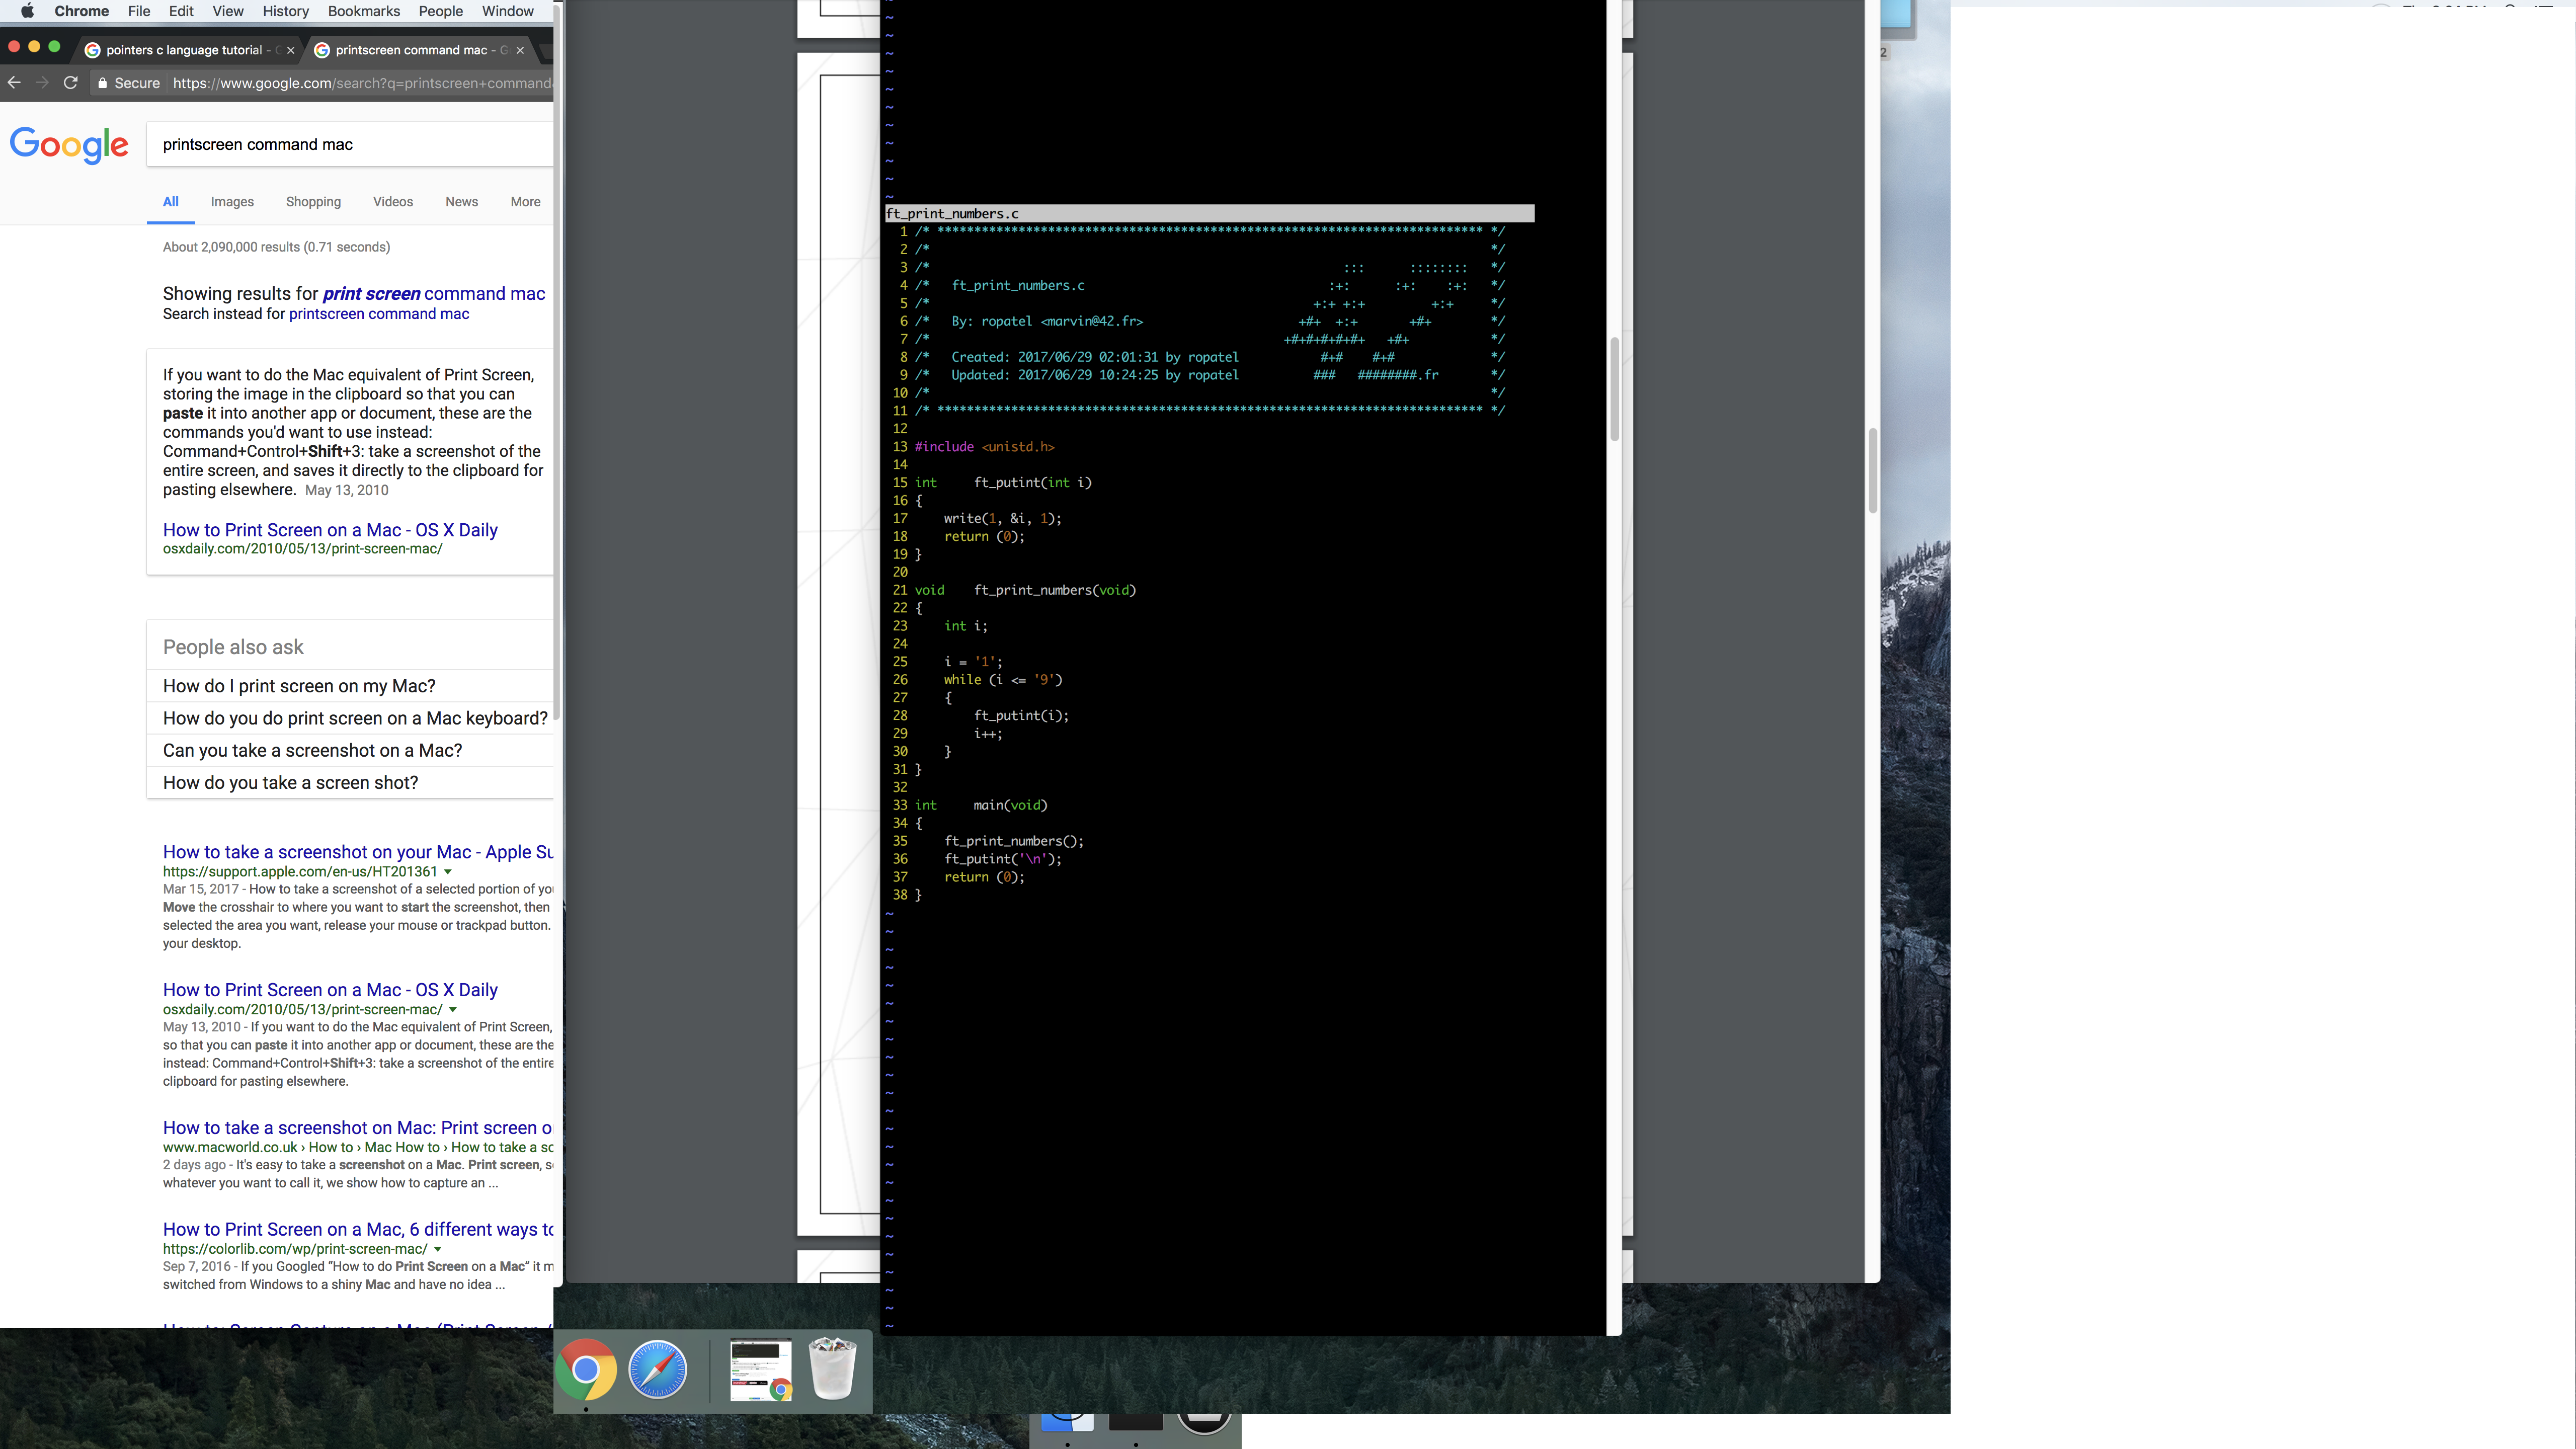 Chrome File Edit View History Bookmarks People Window
pointers c language tutorial - G
printscreen command mac - G
Secure https://www.google.com/search?q=printscreen+command
Google
printscreen command mac
All Images Shopping Videos News More
About 2,090,000 results (0.71 seconds)
Showing results for print screen command mac
Search instead for printscreen command mac
If you want to do the Mac equivalent of Print Screen,
storing the image in the clipboard so that you can
paste it into another app or document, these are the
commands you'd want to use instead:
Command+Control+Shift+3: take a screenshot of the
entire screen, and saves it directly to the clipboard for
pasting elsewhere. May 13, 2010
How to Print Screen on a Mac - OS X Daily
osxdaily.com/2010/05/13/print-screen-mac/
People also ask
How do I print screen on my Mac?
How do you do print screen on a Mac keyboard?
Can you take a screenshot on a Mac?
How do you take a screen shot?
How to take a screenshot on your Mac - Apple Su
https://support.apple.com/en-us/HT201361
Mar 15, 2017 - How to take a screenshot of a selected portion of you
Move the crosshair to where you want to start the screenshot, then
selected the area you want, release your mouse or trackpad button.
your desktop.
How to Print Screen on a Mac - OS X Daily
osxdaily.com/2010/05/13/print-screen-mac/
May 13, 2010 - If you want to do the Mac equivalent of Print Screen,
so that you can paste it into another app or document, these are the
instead: Command+Control+Shift+3: take a screenshot of the entire
clipboard for pasting elsewhere.
How to take a screenshot on Mac: Print screen o
www.macworld.co.uk › How to › Mac How to › How to take a sc
2 days ago - It's easy to take a screenshot on a Mac. Print screen, s
whatever you want to call it, we show how to capture an ...
How to Print Screen on a Mac, 6 different ways to
https://colorlib.com/wp/print-screen-mac/
Sep 7, 2016 - If you Googled “How to do Print Screen on a Mac” it m
switched from Windows to a shiny Mac and have no idea ...
ft_print_numbers.c
1 /* ************************************************************************** */
2 /*                                                                            */
3 /*                                                        :::      ::::::::   */
4 /*   ft_print_numbers.c                                 :+:      :+:    :+:   */
5 /*                                                    +:+ +:+         +:+     */
6 /*   By: ropatel <marvin@42.fr>                     +#+  +:+       +#+        */
7 /*                                                +#+#+#+#+#+   +#+           */
8 /*   Created: 2017/06/29 02:01:31 by ropatel           #+#    #+#             */
9 /*   Updated: 2017/06/29 10:24:25 by ropatel          ###   ########.fr       */
10 /*                                                                            */
11 /* ************************************************************************** */
12
13 #include <unistd.h>
14
15 int     ft_putint(int i)
16 {
17     write(1, &i, 1);
18     return (0);
19 }
20
21 void    ft_print_numbers(void)
22 {
23     int i;
24
25     i = '1';
26     while (i <= '9')
27     {
28         ft_putint(i);
29         i++;
30     }
31 }
32
33 int     main(void)
34 {
35     ft_print_numbers();
36     ft_putint('\n');
37     return (0);
38 }
2